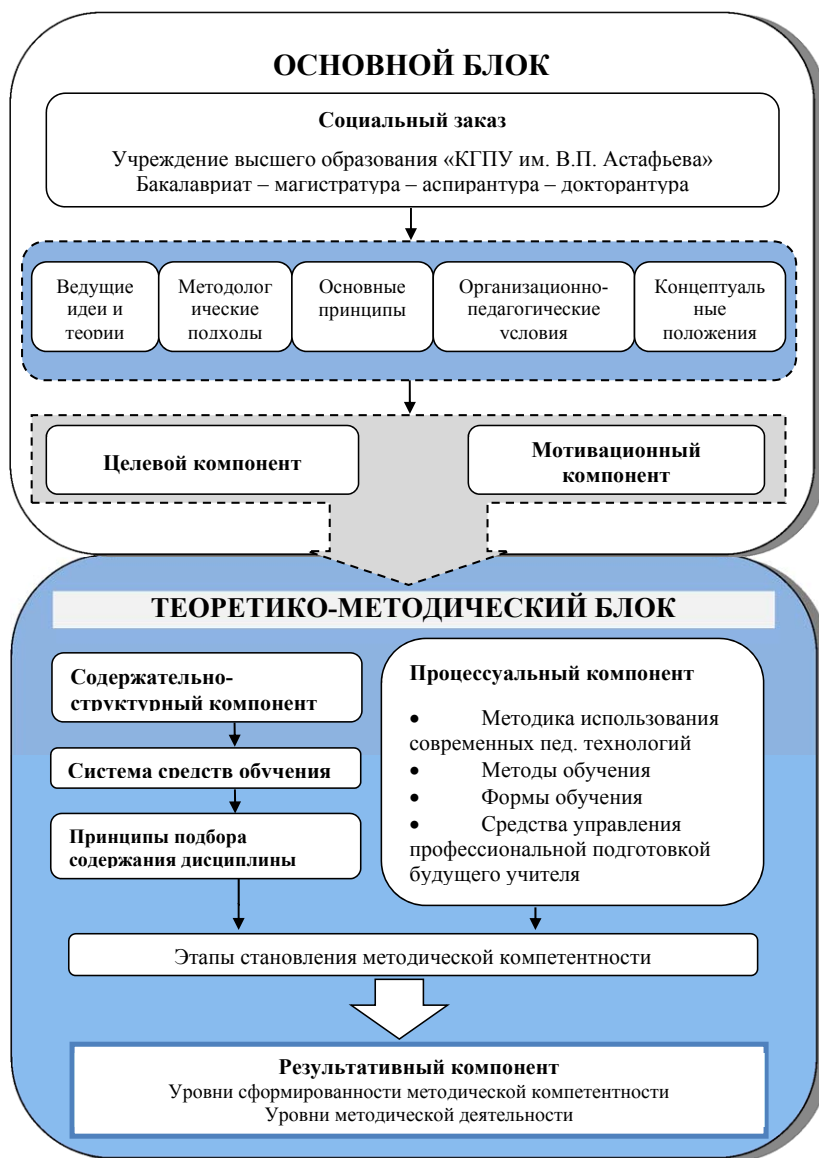 ОСНОВНОЙ БЛОК
Социальный заказ
Учреждение высшего образования «КГПУ им. В.П. Астафьева»
Бакалавриат – магистратура – аспирантура – докторантура
Ведущие
идеи и
теории
Методолог
ические
подходы
Основные
принципы
Организационно-
педагогические
условия
Концептуаль
ные
положения
Целевой компонент
Мотивационный
компонент
ТЕОРЕТИКО-МЕТОДИЧЕСКИЙ БЛОК
Содержательно-
структурный компонент
Система средств обучения
Принципы подбора
содержания дисциплины
Процессуальный компонент
• Методика использования
современных пед. технологий
• Методы обучения
• Формы обучения
• Средства управления
профессиональной подготовкой
будущего учителя
Этапы становления методической компетентности
Результативный компонент
Уровни сформированности методической компетентности
Уровни методической деятельности